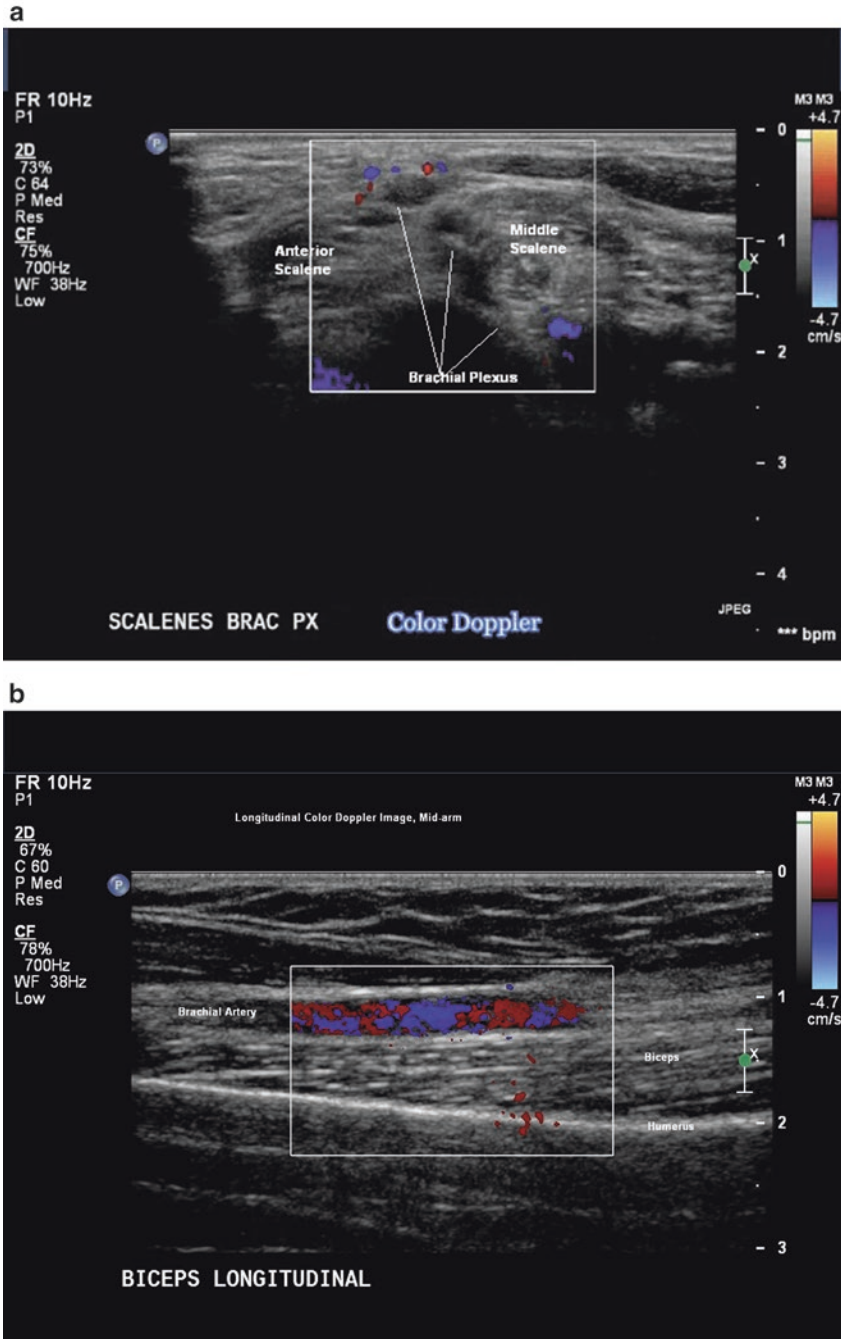 a
FR 10Hz
P1
2D
73%
C 64
P Med
Res
CF
75%
700Hz
WF 38Hz
Low
P
M3 M3
+4.7
-4.7
cm/s
0
1
2
3
4
x
Anterior
Scalene
Middle
Scalene
Brachial Plexus
JPEG
*** bpm
SCALENES BRAC PX
Color Doppler
b
FR 10Hz
P1
2D
67%
C 60
P Med
Res
CF
78%
700Hz
WF 38Hz
Low
Longitudinal Color Doppler Image, Mid-arm
P
M3 M3
+4.7
-4.7
cm/s
0
1
2
3
x
Brachial Artery
Biceps
Humerus
BICEPS LONGITUDINAL